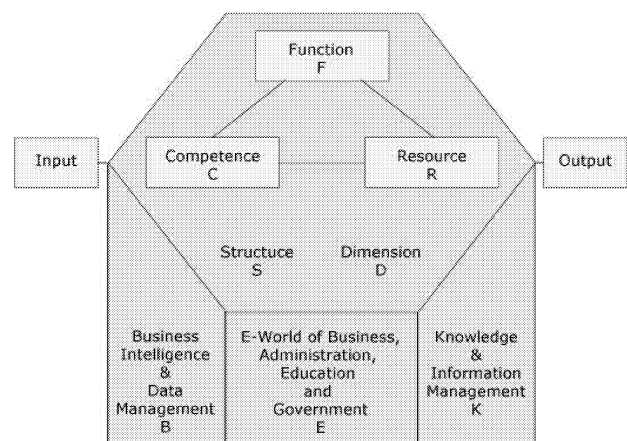 Function
F
Input
Competence
C
Resource
R
Output
Structure
S
Dimension
D
Business
Intelligence
&
Data
Management
B
E-World of Business,
Administration,
Education
and
Government
E
Knowledge
&
Information
Management
K